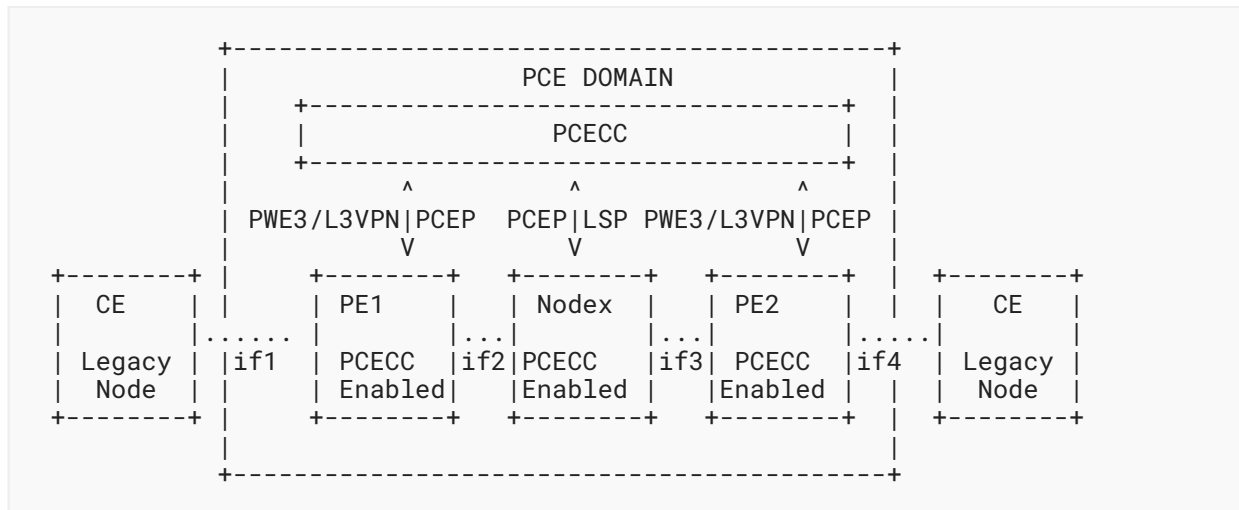 +-----------------------------------------------+
|                   PCE DOMAIN                  |
|    +--------------------------------------+   |
|    |                 PCECC                |   |
|    +--------------------------------------+   |
^ ^ ^
| PWE3/L3VPN|PCEP PCEP|LSP PWE3/L3VPN|PCEP |
V V V
+--------+ | +--------+ +--------+ +--------+ | +--------+
| CE | | | PE1 | | Nodex | | PE2 | | | CE |
| |...... | |...| |...| |.....| |
| Legacy | |if1 | PCECC |if2|PCECC |if3| PCECC |if4 | Legacy |
| Node | | | Enabled| |Enabled | |Enabled | | | Node |
+--------+ | +--------+ +--------+ +--------+ | +--------+
| |
+-----------------------------------------------+